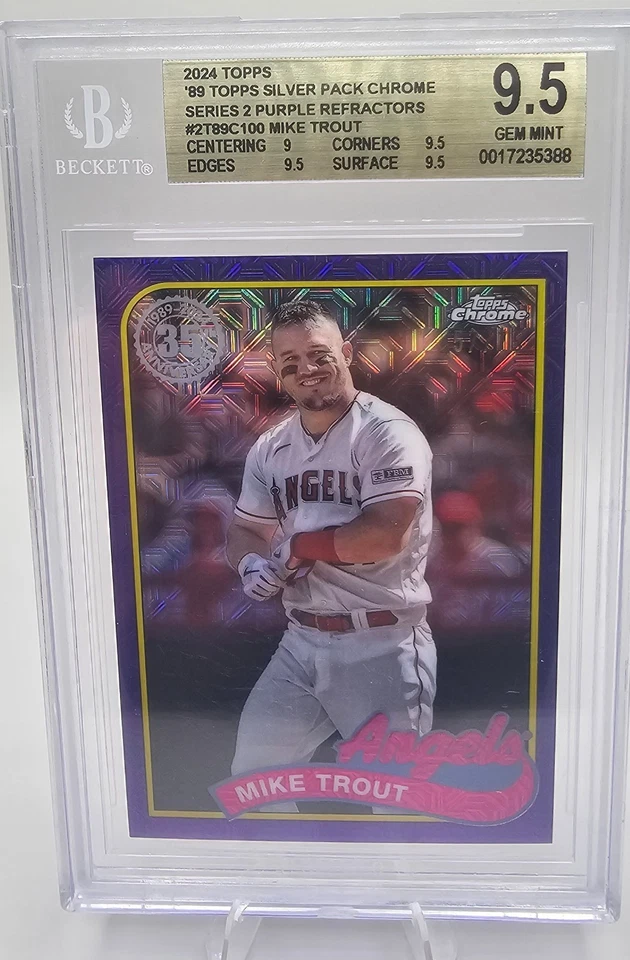 B
BECKETT®
2024 TOPPS
'89 TOPPS SILVER PACK CHROME
SERIES 2 PURPLE REFRACTORS
#2T89C100 MIKE TROUT
CENTERING 9 CORNERS 9.5
EDGES 9.5 SURFACE 9.5
9.5
GEM MINT
0017235388
35
ANNIVERSARY
Topps
Chrome
ANGELS
FBM
Angels
MIKE TROUT